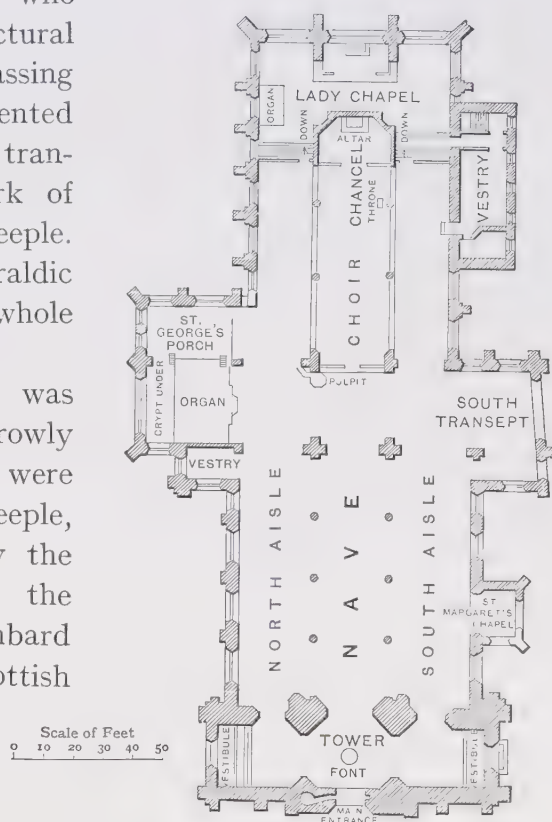 who
ctural
assing
ented
tran-
rk of
eeple.
raldic
whole
was
rowly
were
eeple,
y the
the
nbard
ottish
LADY CHAPEL
ORGAN
DOWN
ALTAR
DOWN
CHOIR CHANCEL
THRONE
VESTRY
ST.
GEORGE'S
PORCH
CRYPT UNDER
ORGAN
PULPIT
VESTRY
SOUTH
TRANSEPT
NORTH AISLE
NAVE
SOUTH AISLE
ST
MARGARET'S
CHAPEL
VESTIBULE
TOWER
FONT
VESTIBULE
MAIN
ENTRANCE
Scale of Feet
0 10 20 30 40 50